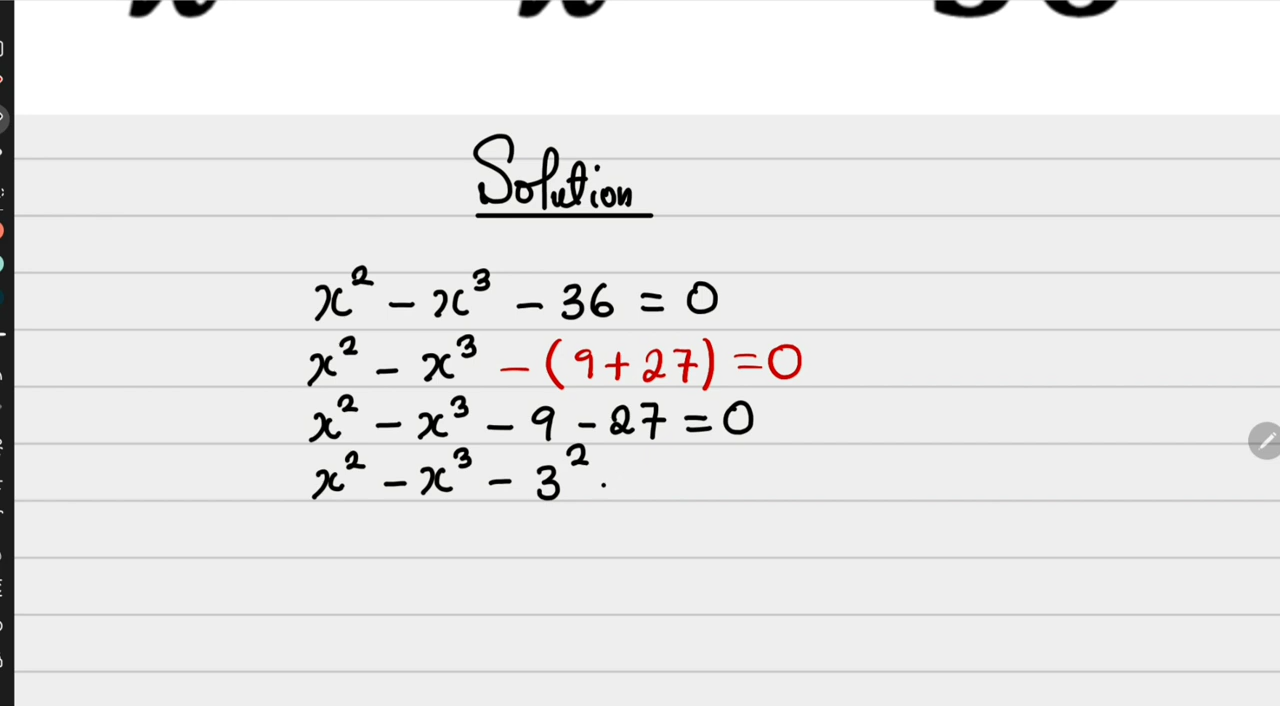 Solution
x² - x³ - 36 = 0
x² - x³ - (9+27) = 0
x² - x³ - 9 - 27 = 0
x² - x³ - 3² .